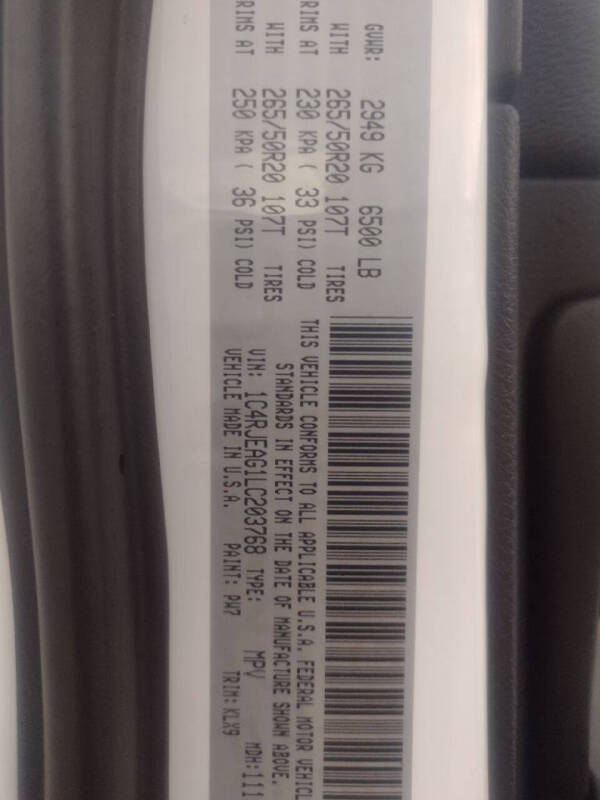 GVWR: 2949 KG 6500 LB
WITH 265/50R20 107T TIRES
RIMS AT 230 KPA ( 33 PSI) COLD
WITH 265/50R20 107T TIRES
RIMS AT 250 KPA ( 36 PSI) COLD
THIS VEHICLE CONFORMS TO ALL APPLICABLE U.S.A. FEDERAL MOTOR VEHICL
STANDARDS IN EFFECT ON THE DATE OF MANUFACTURE SHOWN ABOVE.
VIN: 1C4RJEAG1LC203768 TYPE: MPV MDH:111
VEHICLE MADE IN U.S.A. PAINT: PW7 TRIM: KLX9